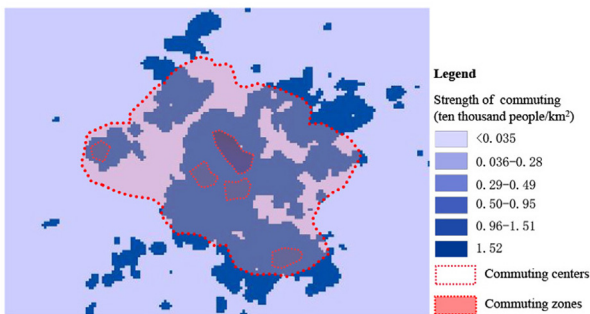 Legend
Strength of commuting
(ten thousand people/km²)
<0.035
0.036–0.28
0.29–0.49
0.50–0.95
0.96–1.51
1.52
Commuting centers
Commuting zones